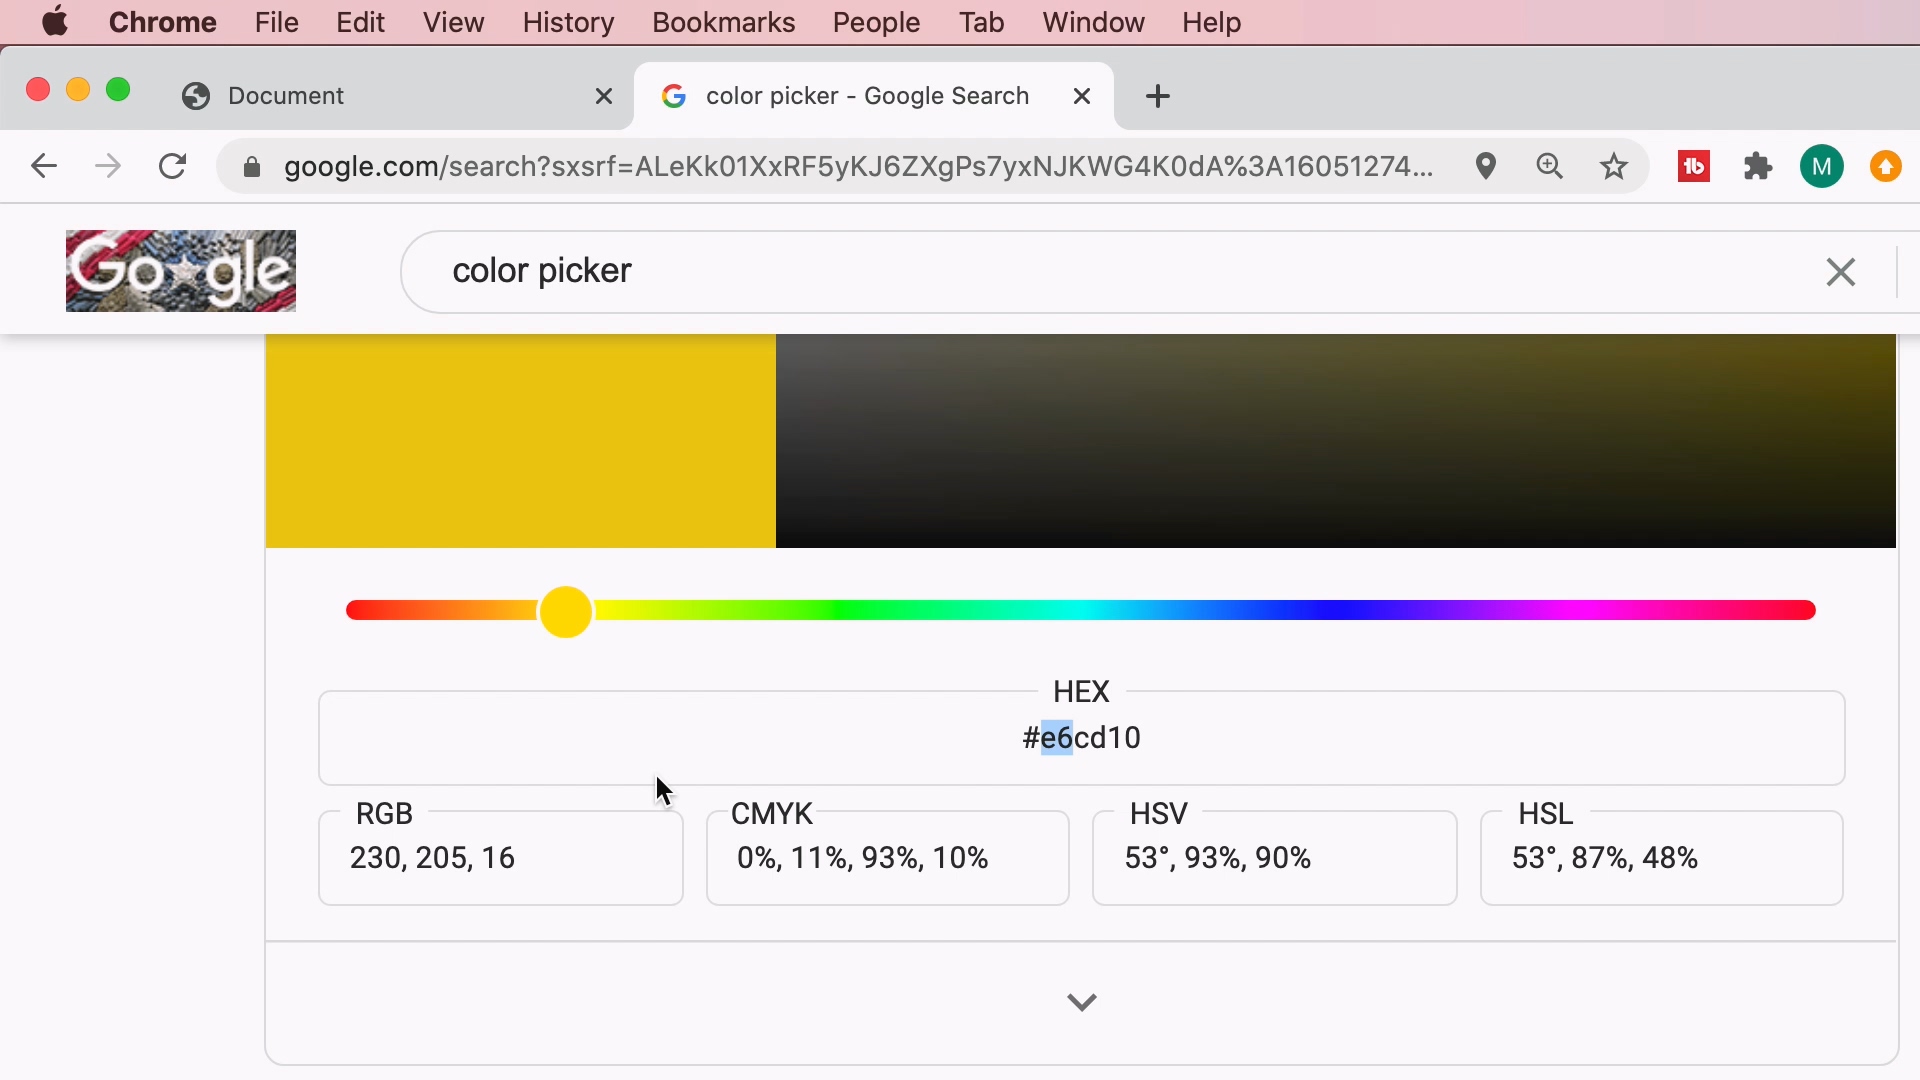 Chrome File Edit View History Bookmarks People Tab Window Help
Document
color picker - Google Search
google.com/search?sxsrf=ALeKk01XxRF5yKJ6ZXgPs7yxNJKWG4K0dA%3A16051274...
tb
M
Google
color picker
HEX
#e6cd10
RGB
230, 205, 16
CMYK
0%, 11%, 93%, 10%
HSV
53°, 93%, 90%
HSL
53°, 87%, 48%